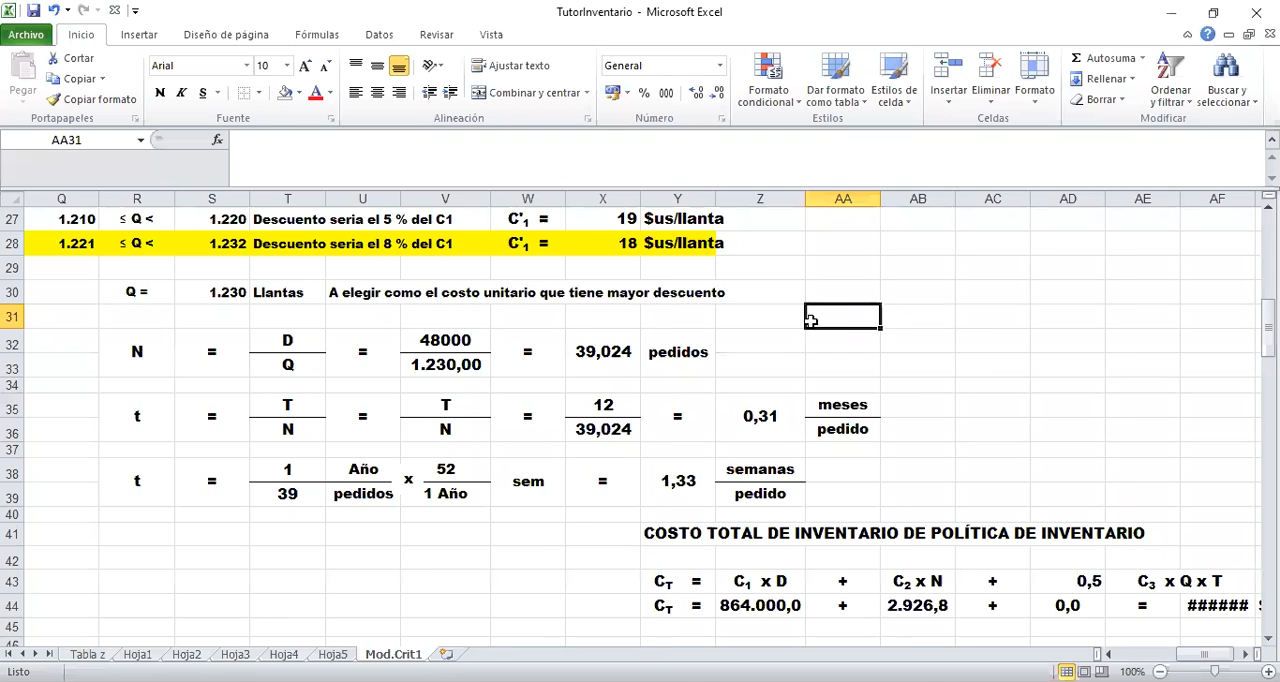 TutorInventario - Microsoft Excel
Archivo Inicio Insertar Diseño de página Fórmulas Datos Revisar Vista
Pegar
Cortar
Copiar
Copiar formato
Portapapeles
Arial 10
N K S
Fuente
Ajustar texto
Combinar y centrar
Alineación
General
% 000
Número
Formato condicional
Dar formato como tabla
Estilos de celda
Estilos
Insertar Eliminar Formato
Celdas
Autosuma
Rellenar
Borrar
Ordenar y filtrar
Buscar y seleccionar
Modificar
AA31 fx
Q R S T U V W X Y Z AA AB AC AD AE AF
27 1.210 ≤ Q < 1.220 Descuento seria el 5 % del C1 C'1 = 19 $us/llanta
28 1.221 ≤ Q < 1.232 Descuento seria el 8 % del C1 C'1 = 18 $us/llanta
29
30 Q = 1.230 Llantas A elegir como el costo unitario que tiene mayor descuento
31
32 N = D = 48000 = 39,024 pedidos
33 Q 1.230,00
34
35 t = T = T = 12 = 0,31 meses
36 N N 39,024 pedido
37
38 t = 1 Año x 52 sem = 1,33 semanas
39 39 pedidos 1 Año pedido
40
41 COSTO TOTAL DE INVENTARIO DE POLÍTICA DE INVENTARIO
42
43 CT = C1 x D + C2 x N + 0,5 C3 x Q x T
44 CT = 864.000,0 + 2.926,8 + 0,0 = ######
45
Tabla z Hoja1 Hoja2 Hoja3 Hoja4 Hoja5 Mod.Crit1
Listo 100%